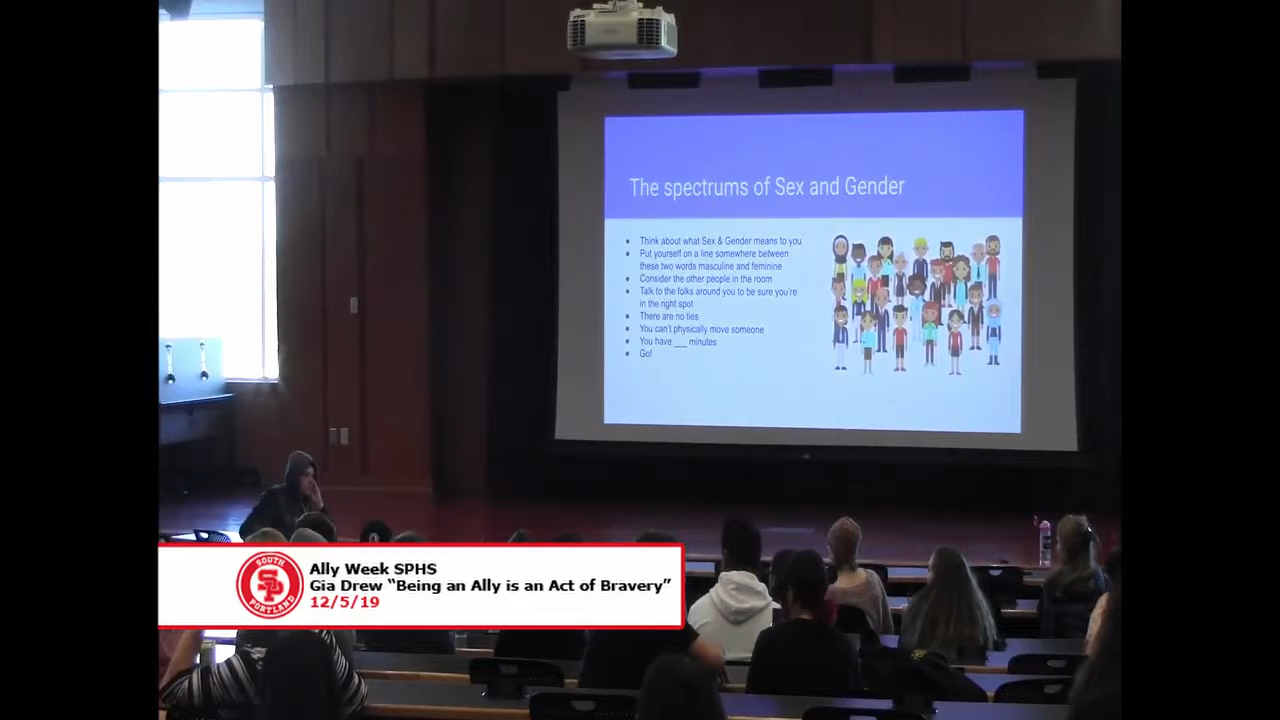 The spectrums of Sex and Gender
Think about what Sex & Gender means to you
Put yourself on a line somewhere between
these two words masculine and feminine
Consider the other people in the room
Talk to the folks around you to be sure you're
in the right spot
There are no ties
You can't physically move someone
You have ___ minutes
Go!
SOUTH
SP
PORTLAND
Ally Week SPHS
Gia Drew “Being an Ally is an Act of Bravery”
12/5/19